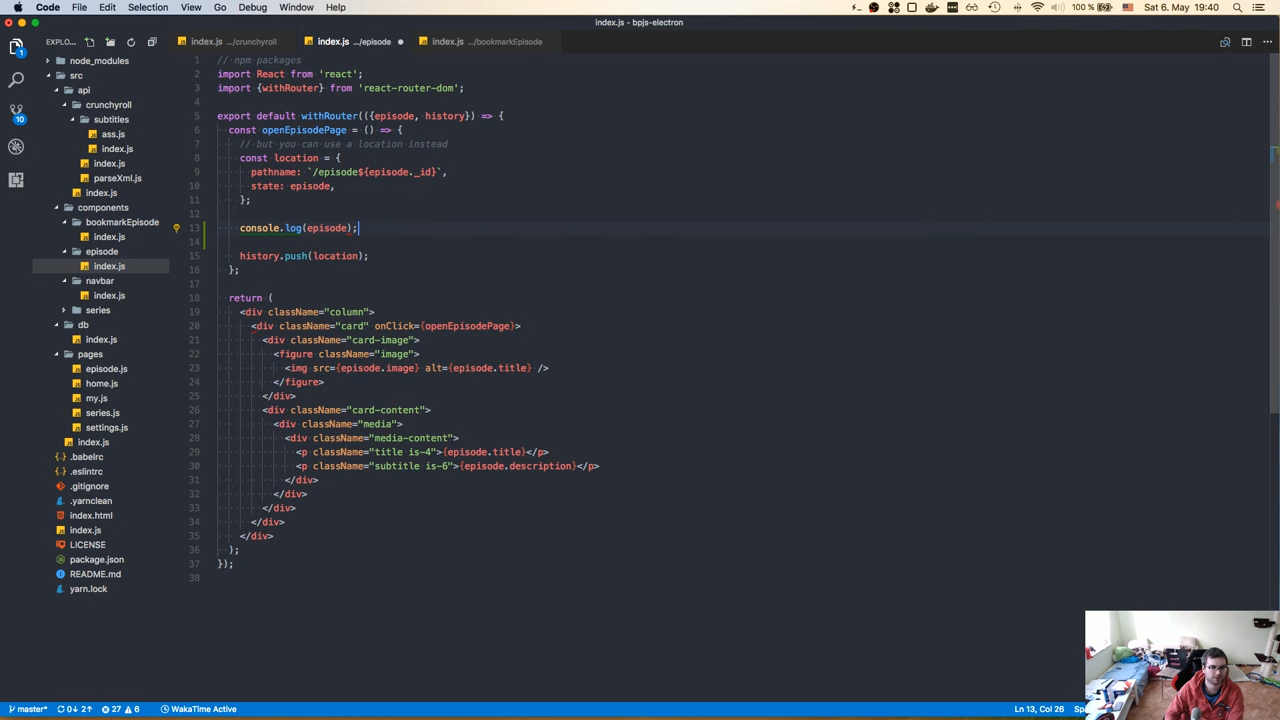 Code File Edit Selection View Go Debug Window Help
100 % Sat 6. May 19:40
index.js - bpjs-electron
EXPLO...
index.js …/crunchyroll
index.js …/episode
index.js …/bookmarkEpisode
node_modules
src
api
crunchyroll
subtitles
ass.js
index.js
index.js
parseXml.js
index.js
components
bookmarkEpisode
index.js
episode
index.js
navbar
index.js
series
db
index.js
pages
episode.js
home.js
my.js
series.js
settings.js
index.js
.babelrc
.eslintrc
.gitignore
.yarnclean
index.html
index.js
LICENSE
package.json
README.md
yarn.lock
1
10
1 // npm packages
2 import React from 'react';
3 import {withRouter} from 'react-router-dom';
4
5 export default withRouter(({episode, history}) => {
6 const openEpisodePage = () => {
7 // but you can use a location instead
8 const location = {
9 pathname: `/episode${episode._id}`,
10 state: episode,
11 };
12
13 console.log(episode);
14
15 history.push(location);
16 };
17
18 return (
19 <div className="column">
20 <div className="card" onClick={openEpisodePage}>
21 <div className="card-image">
22 <figure className="image">
23 <img src={episode.image} alt={episode.title} />
24 </figure>
25 </div>
26 <div className="card-content">
27 <div className="media">
28 <div className="media-content">
29 <p className="title is-4">{episode.title}</p>
30 <p className="subtitle is-6">{episode.description}</p>
31 </div>
32 </div>
33 </div>
34 </div>
35 </div>
36 );
37 });
38
master* 0↓ 2↑ 27 6 WakaTime Active
Ln 13, Col 26